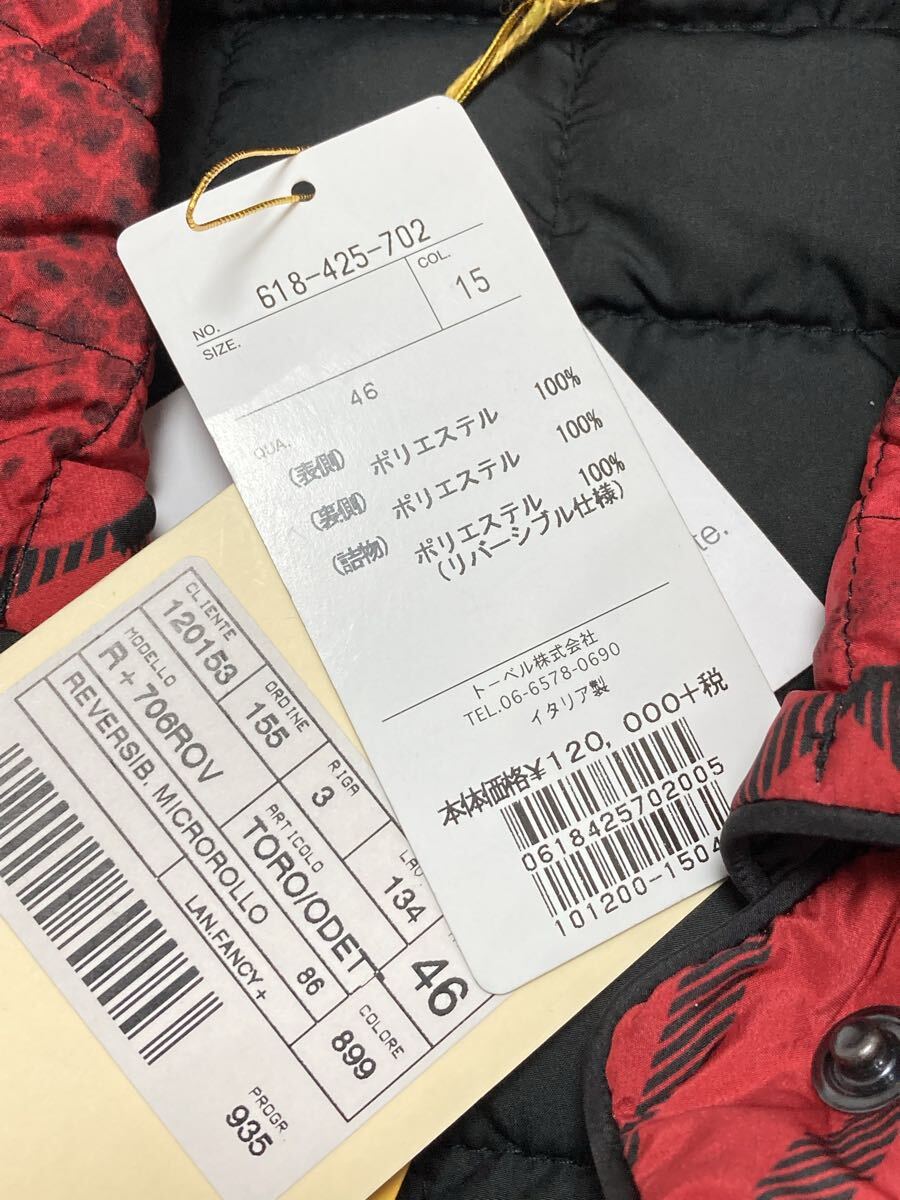 NO. 618-425-702
COL. 15
SIZE.
46
QUA.
(表側) ポリエステル 100%
(裏側) ポリエステル 100%
(詰物) ポリエステル 100%
(リバーシブル仕様)
トーベル株式会社
TEL.06-6578-0690
イタリア製
本体価格¥120,000+税
0618425702005
101200-1504
te.
CLIENTE ORDINE RIGA LAV.
120153 155 3 134
MODELLO ARTICOLO
R+706ROV TORO/ODET 46
REVERSIB. MICROROLLO 86 COLORE
LAN.FANCY+ 899
PROGR.
935